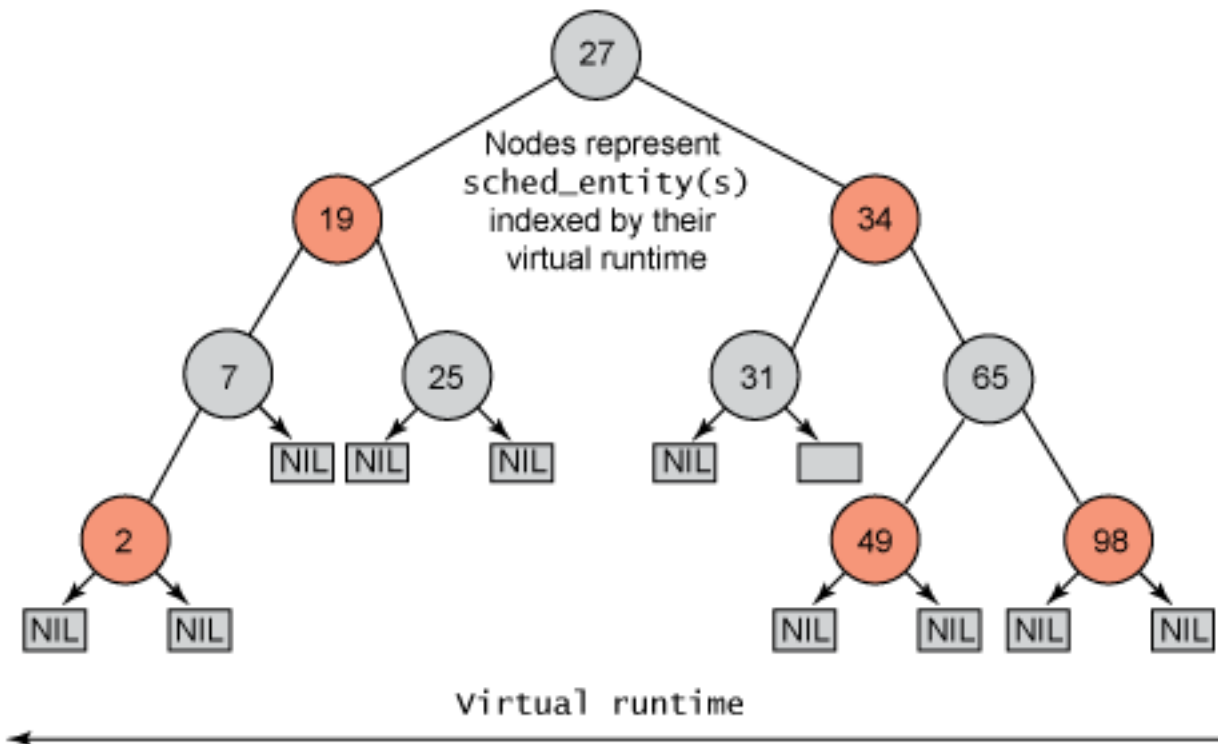 27
Nodes represent
sched_entity(s)
indexed by their
virtual runtime
19
34
7
25
31
65
NIL
NIL
NIL
NIL
2
49
98
NIL
NIL
NIL
NIL
NIL
NIL
Virtual runtime